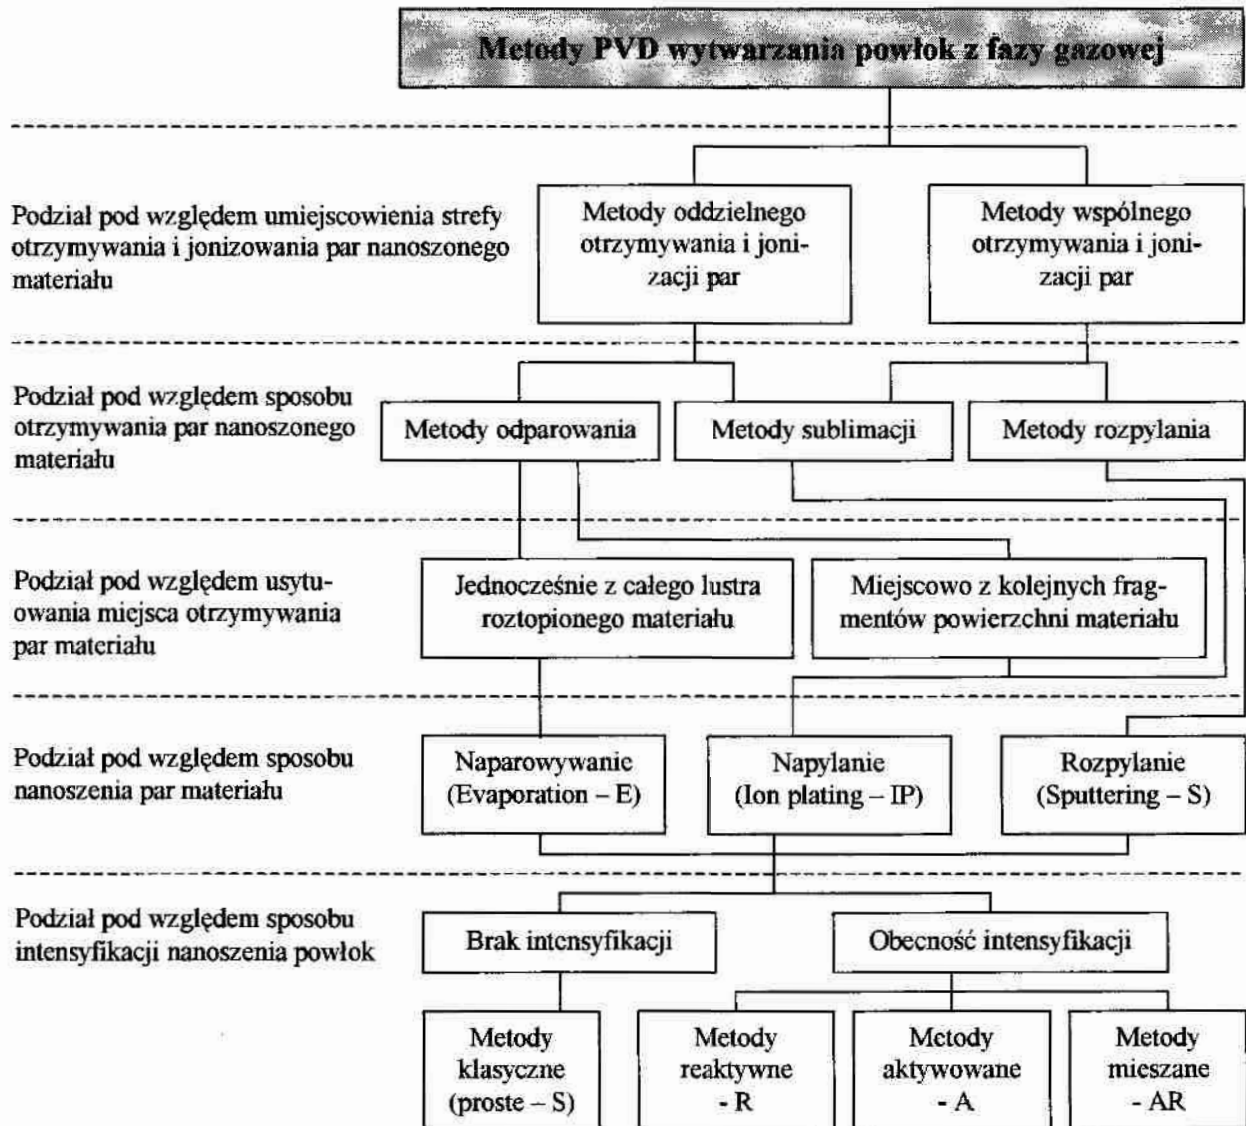 Metody PVD wytwarzania powłok z fazy gazowej
Podział pod względem umiejscowienia strefy
otrzymywania i jonizowania par nanoszonego
materiału
Metody oddzielnego
otrzymywania i joni-
zacji par
Metody wspólnego
otrzymywania i joni-
zacji par
Podział pod względem sposobu
otrzymywania par nanoszonego
materiału
Metody odparowania
Metody sublimacji
Metody rozpylania
Podział pod względem usytu-
owania miejsca otrzymywania
par materiału
Jednocześnie z całego lustra
roztopionego materiału
Miejscowo z kolejnych frag-
mentów powierzchni materiału
Podział pod względem sposobu
nanoszenia par materiału
Naparowywanie
(Evaporation – E)
Napylanie
(Ion plating – IP)
Rozpylanie
(Sputtering – S)
Podział pod względem sposobu
intensyfikacji nanoszenia powłok
Brak intensyfikacji
Obecność intensyfikacji
Metody
klasyczne
(proste – S)
Metody
reaktywne
- R
Metody
aktywowane
- A
Metody
mieszane
- AR